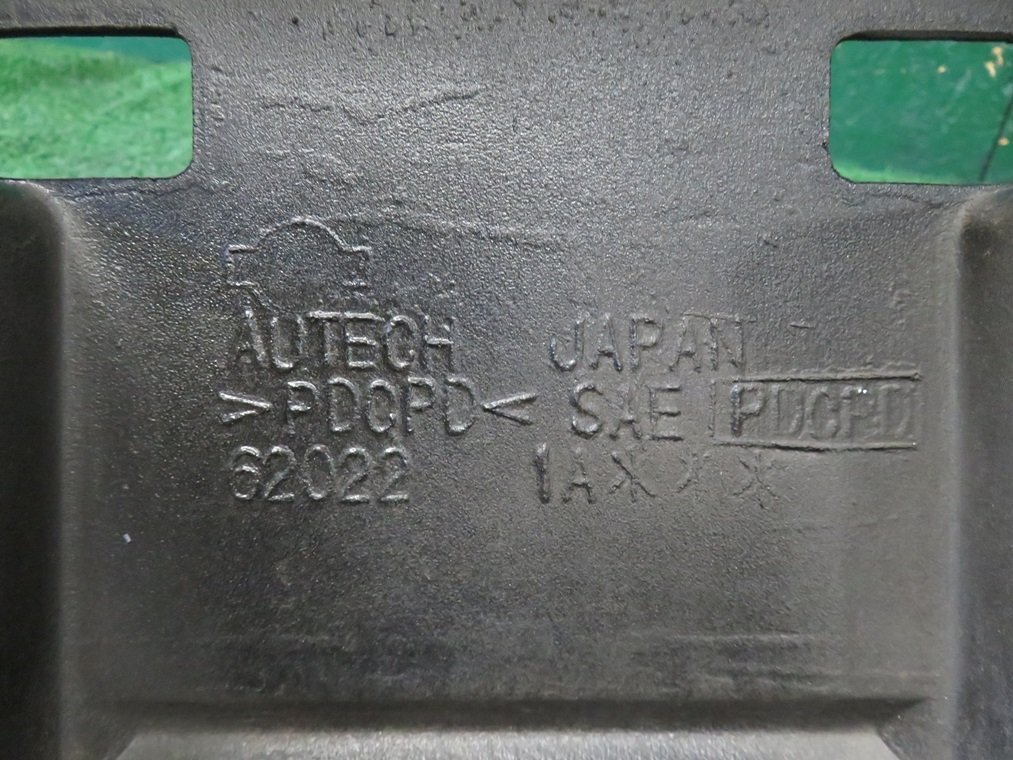 AUTECH JAPAN
>PDCPD< SAE PDCPD
62022 1A***